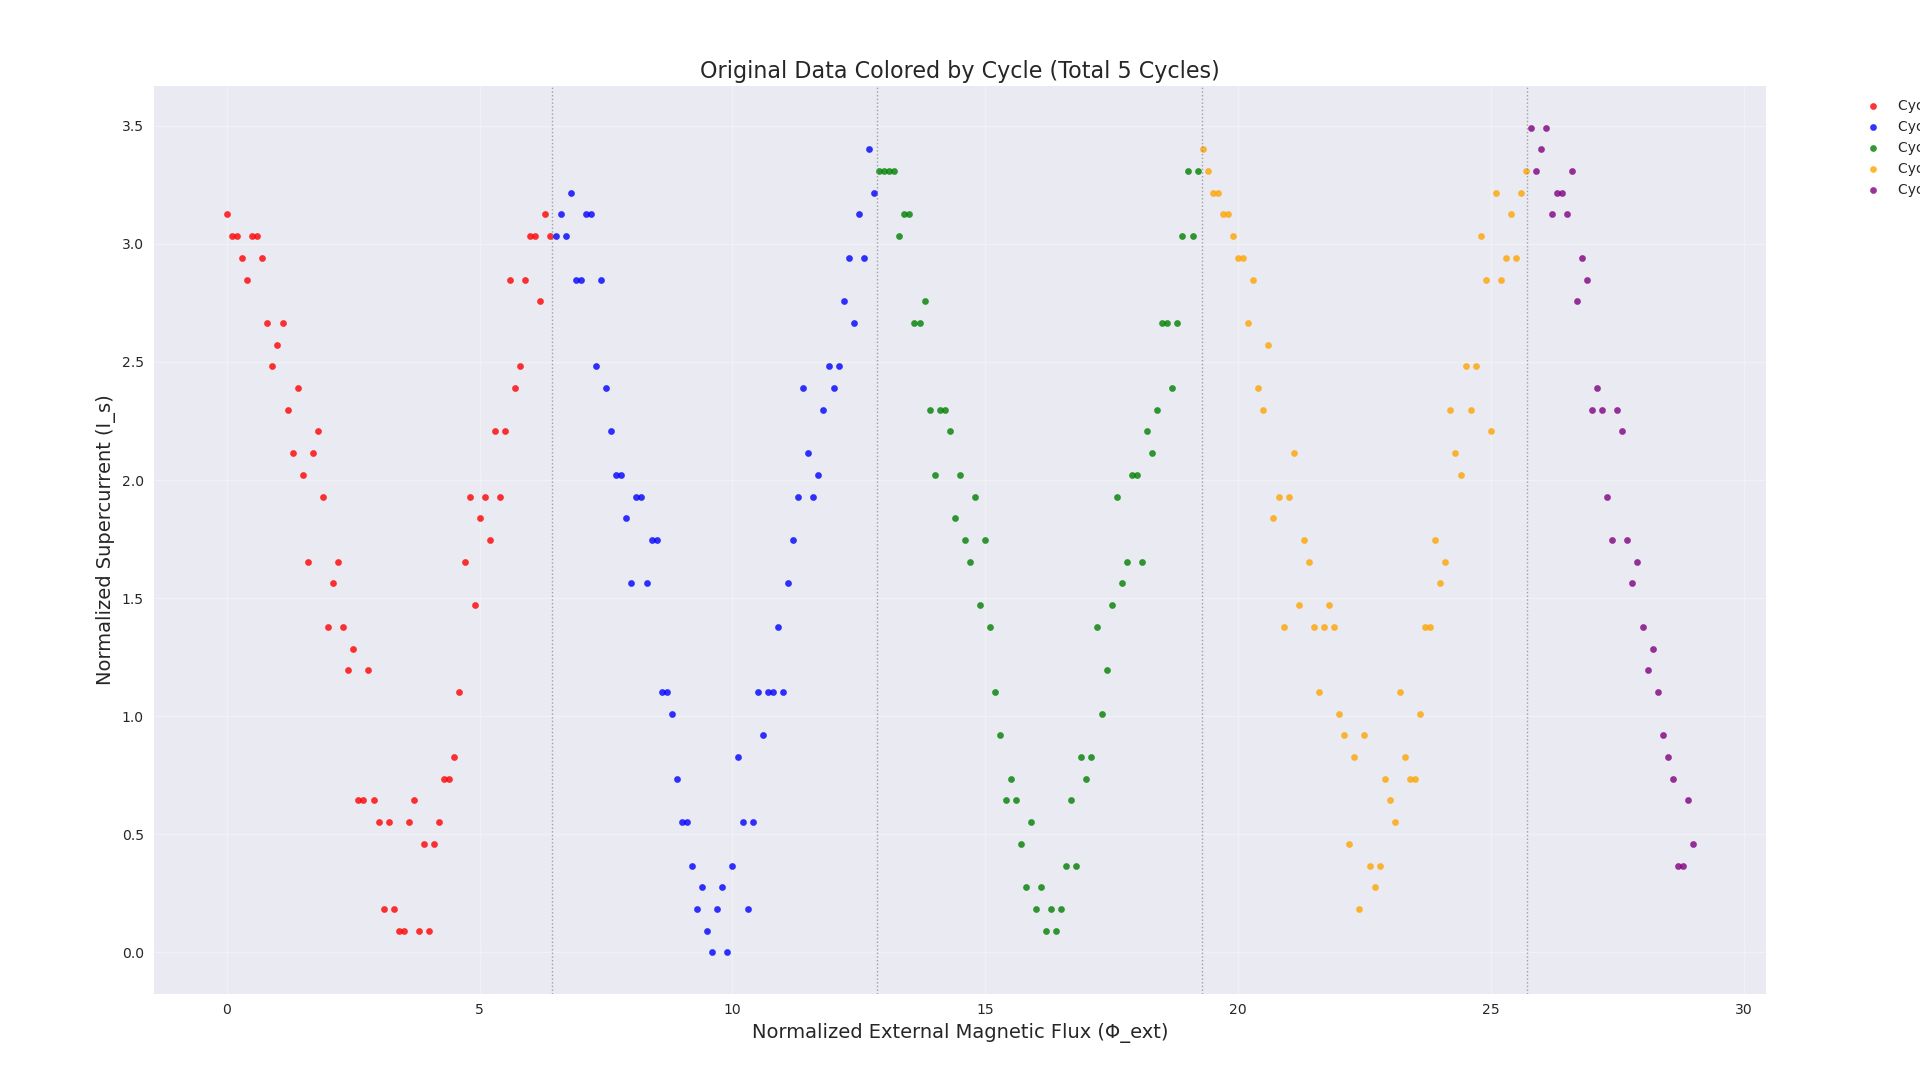 Original Data Colored by Cycle (Total 5 Cycles)
Normalized Supercurrent (I_s)
3.5
3.0
2.5
2.0
1.5
1.0
0.5
0.0
0
5
10
15
20
25
30
Normalized External Magnetic Flux (Φ_ext)
Cyc
Cyc
Cyc
Cyc
Cyc